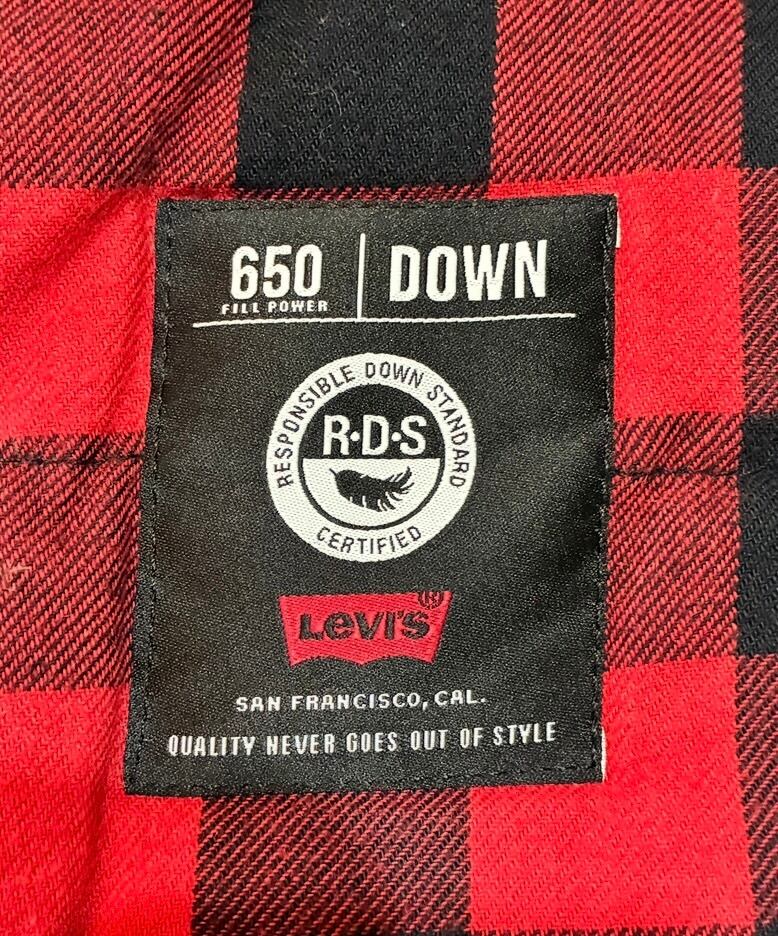 650 | DOWN
FILL POWER
RESPONSIBLE DOWN STANDARD
R·D·S
CERTIFIED
Levi's®
SAN FRANCISCO, CAL.
QUALITY NEVER GOES OUT OF STYLE